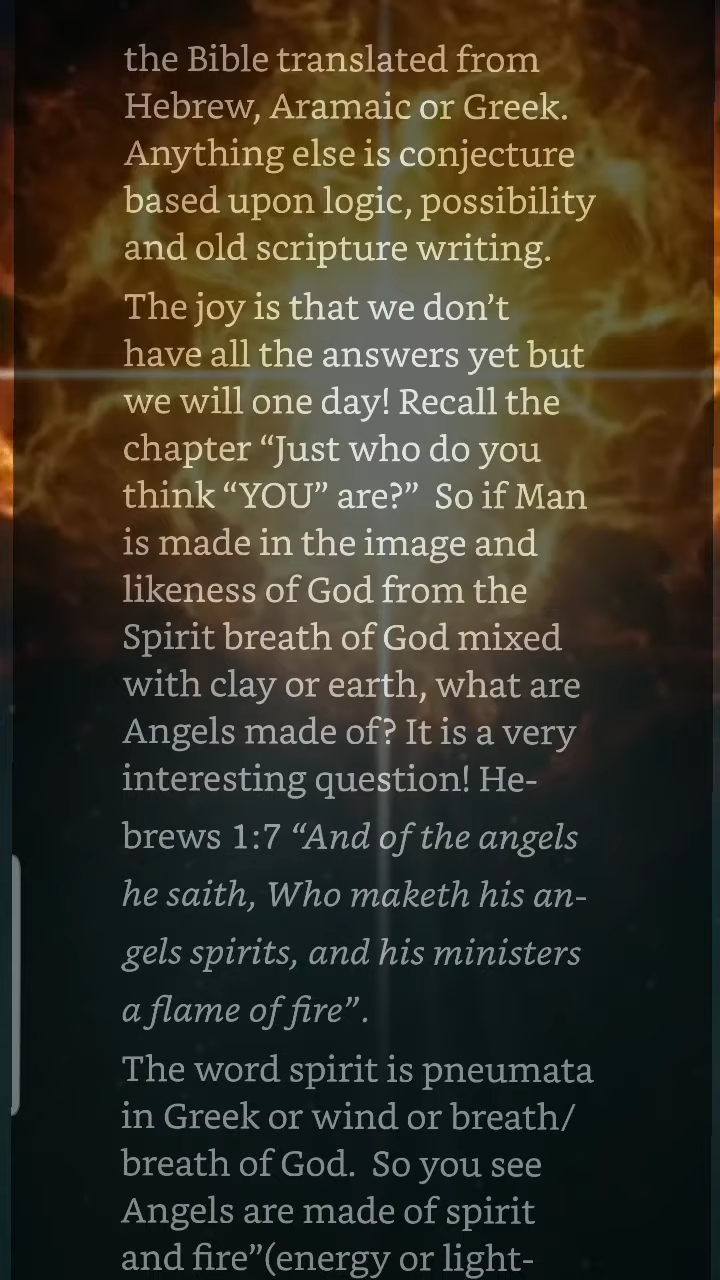 the Bible translated from
Hebrew, Aramaic or Greek.
Anything else is conjecture
based upon logic, possibility
and old scripture writing.
The joy is that we don’t
have all the answers yet but
we will one day! Recall the
chapter “Just who do you
think “YOU” are?”  So if Man
is made in the image and
likeness of God from the
Spirit breath of God mixed
with clay or earth, what are
Angels made of? It is a very
interesting question! He-
brews 1:7 “And of the angels
he saith, Who maketh his an-
gels spirits, and his ministers
a flame of fire”.
The word spirit is pneumata
in Greek or wind or breath/
breath of God.  So you see
Angels are made of spirit
and fire”(energy or light-